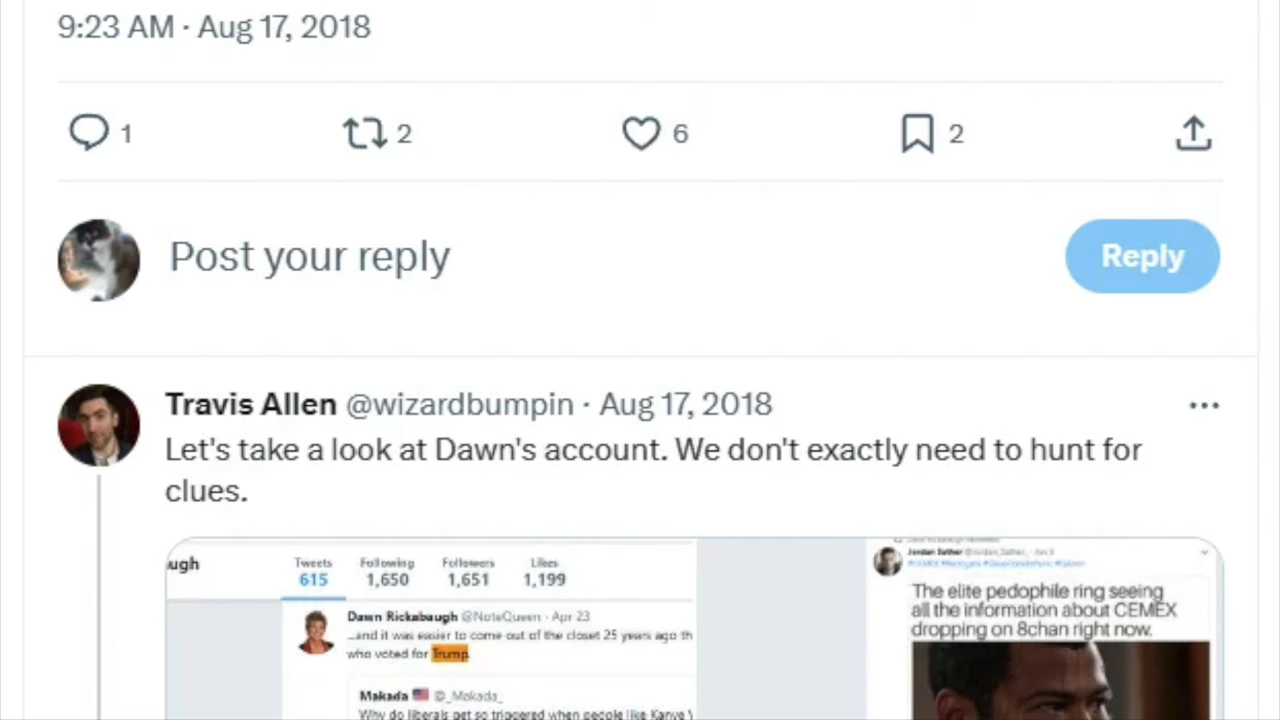 9:23 AM · Aug 17, 2018
1 2 6 2
Post your reply
Reply
Travis Allen @wizardbumpin · Aug 17, 2018
Let's take a look at Dawn's account. We don't exactly need to hunt for
clues.
ugh
Tweets Following Followers Likes
615 1,650 1,651 1,199
Dawn Rickabaugh @NoteQueen · Apr 23
...and it was easier to come out of the closet 25 years ago th
who voted for Trump.
Makada @_Makada_
Why do liberals get so triggered when people like Kanye
Jordan Sather @Jordan_Sather_ · Jun 3
The elite pedophile ring seeing
all the information about CEMEX
dropping on 8chan right now.